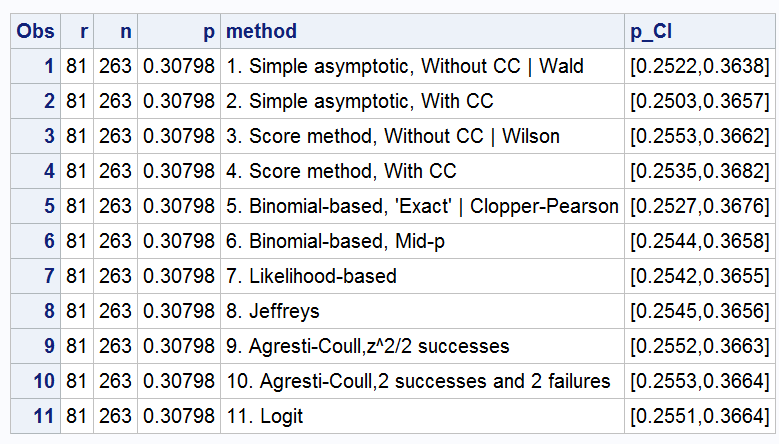 Obs r n p method p_CI
1 81 263 0.30798 1. Simple asymptotic, Without CC | Wald [0.2522,0.3638]
2 81 263 0.30798 2. Simple asymptotic, With CC [0.2503,0.3657]
3 81 263 0.30798 3. Score method, Without CC | Wilson [0.2553,0.3662]
4 81 263 0.30798 4. Score method, With CC [0.2535,0.3682]
5 81 263 0.30798 5. Binomial-based, 'Exact' | Clopper-Pearson [0.2527,0.3676]
6 81 263 0.30798 6. Binomial-based, Mid-p [0.2544,0.3658]
7 81 263 0.30798 7. Likelihood-based [0.2542,0.3655]
8 81 263 0.30798 8. Jeffreys [0.2545,0.3656]
9 81 263 0.30798 9. Agresti-Coull,z^2/2 successes [0.2552,0.3663]
10 81 263 0.30798 10. Agresti-Coull,2 successes and 2 failures [0.2553,0.3664]
11 81 263 0.30798 11. Logit [0.2551,0.3664]